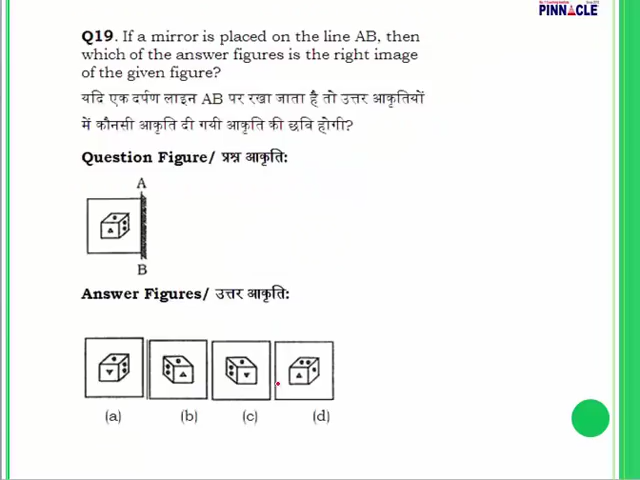 PINNACLE
Q19. If a mirror is placed on the line AB, then
which of the answer figures is the right image
of the given figure?
यदि एक दर्पण लाइन AB पर रखा जाता है तो उत्तर आकृतियों
में कौनसी आकृति दी गयी आकृति की छवि होगी?
Question Figure/ प्रश्न आकृति:
A
B
Answer Figures/ उत्तर आकृति:
(a) (b) (c) (d)